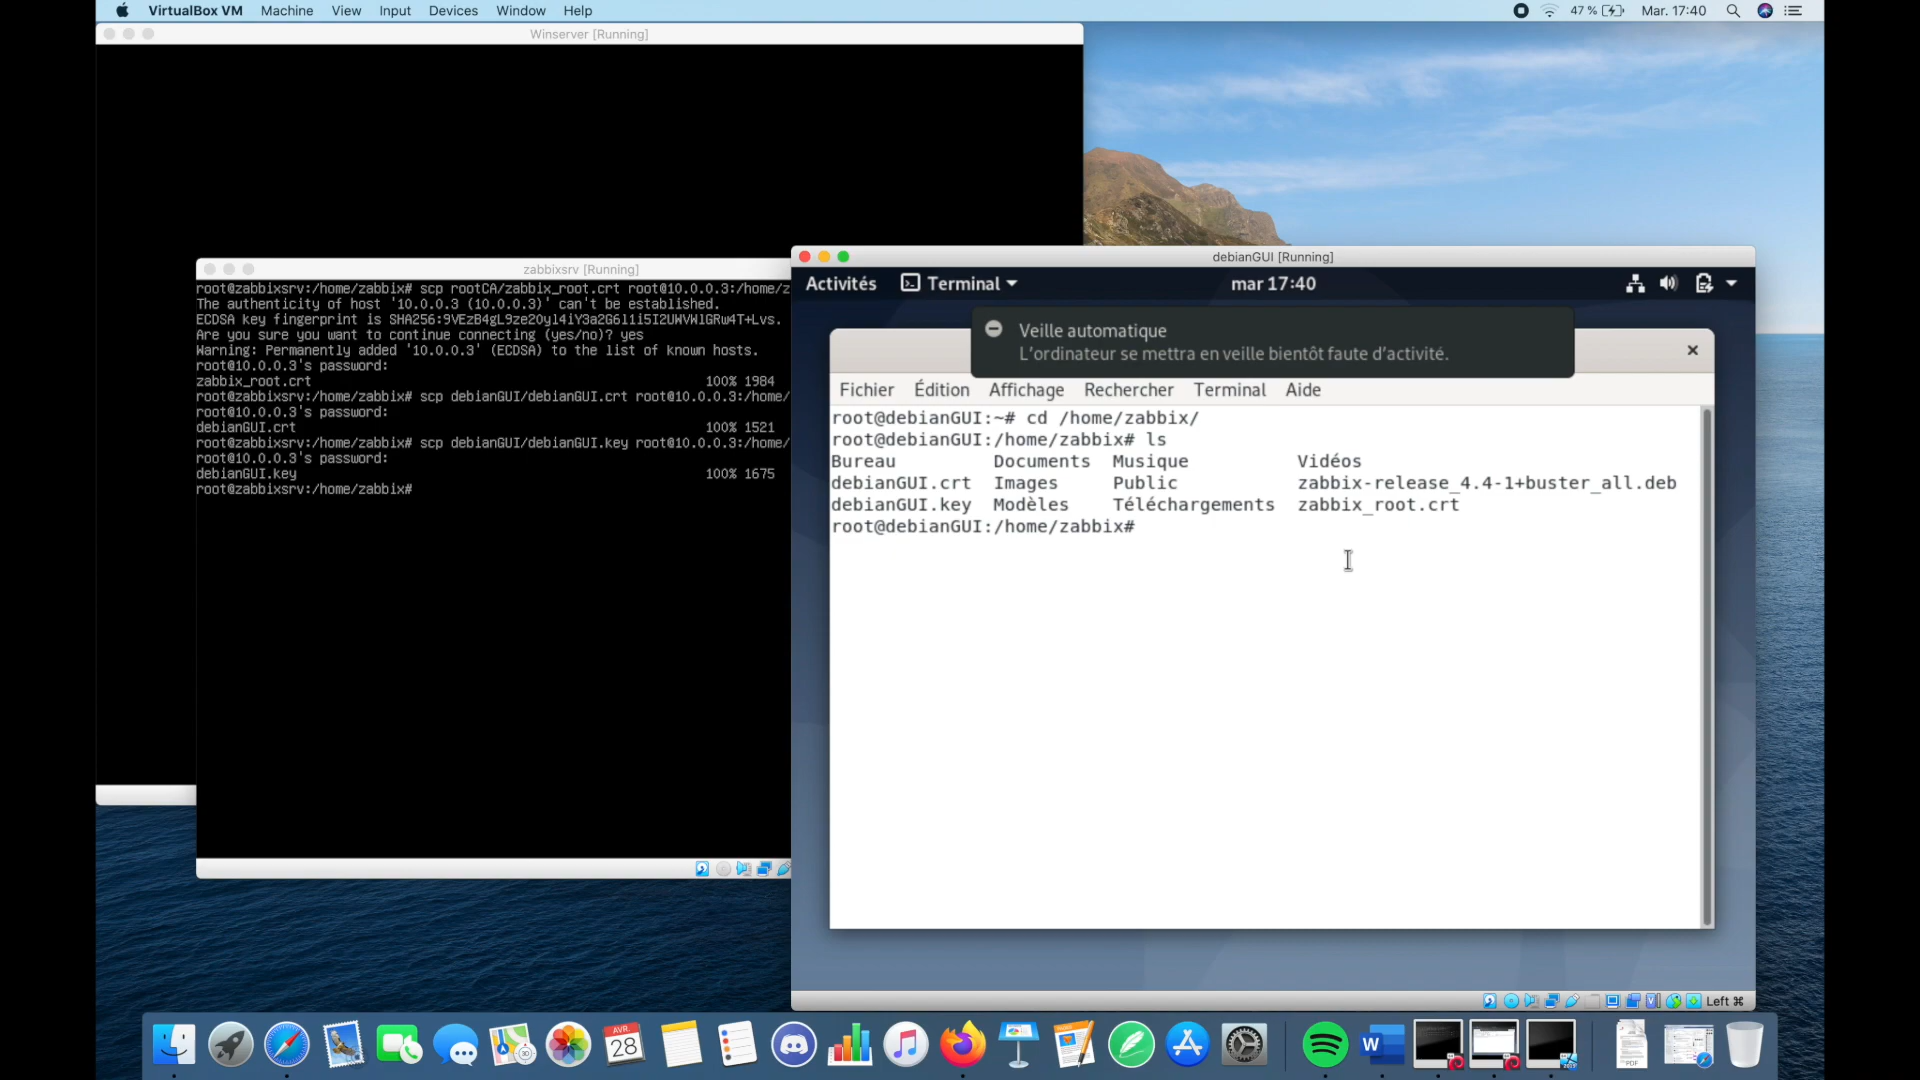 VirtualBox VM Machine View Input Devices Window Help
47 % Mar. 17:40
Winserver [Running]
zabbixsrv [Running]
root@zabbixsrv:/home/zabbix# scp rootCA/zabbix_root.crt root@10.0.0.3:/home/z
The authenticity of host '10.0.0.3 (10.0.0.3)' can't be established.
ECDSA key fingerprint is SHA256:9VEzB4gL9ze2Oyl4iY3a2G6l1i5I2UWVWlGRw4T+Lvs.
Are you sure you want to continue connecting (yes/no)? yes
Warning: Permanently added '10.0.0.3' (ECDSA) to the list of known hosts.
root@10.0.0.3's password:
zabbix_root.crt 100% 1984
root@zabbixsrv:/home/zabbix# scp debianGUI/debianGUI.crt root@10.0.0.3:/home/
root@10.0.0.3's password:
debianGUI.crt 100% 1521
root@zabbixsrv:/home/zabbix# scp debianGUI/debianGUI.key root@10.0.0.3:/home/
root@10.0.0.3's password:
debianGUI.key 100% 1675
root@zabbixsrv:/home/zabbix#
debianGUI [Running]
Activités Terminal mar 17:40
Veille automatique
L'ordinateur se mettra en veille bientôt faute d'activité.
Fichier Édition Affichage Rechercher Terminal Aide
root@debianGUI:~# cd /home/zabbix/
root@debianGUI:/home/zabbix# ls
Bureau Documents Musique Vidéos
debianGUI.crt Images Public zabbix-release_4.4-1+buster_all.deb
debianGUI.key Modèles Téléchargements zabbix_root.crt
root@debianGUI:/home/zabbix#
Left ⌘
AVR.
28
PDF